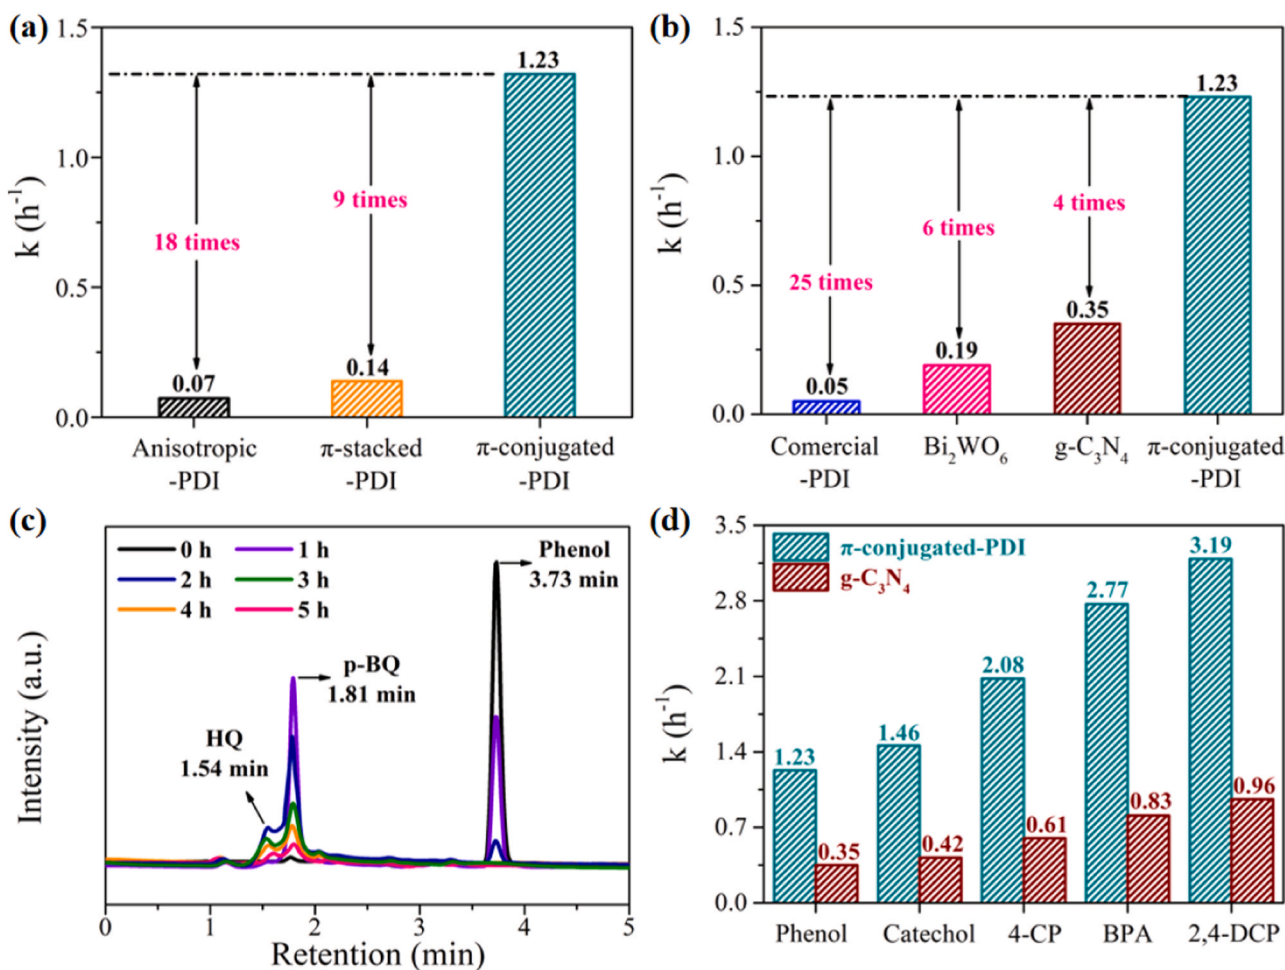 (a)
1.5
1.0
0.5
0.0
k (h⁻¹)
18 times
9 times
0.07
0.14
1.23
Anisotropic
-PDI
π-stacked
-PDI
π-conjugated
-PDI
(b)
1.5
1.0
0.5
0.0
k (h⁻¹)
25 times
6 times
4 times
0.05
0.19
0.35
1.23
Comercial
-PDI
Bi₂WO₆
g-C₃N₄
π-conjugated
-PDI
(c)
0 h
1 h
2 h
3 h
4 h
5 h
Phenol
3.73 min
p-BQ
1.81 min
HQ
1.54 min
Intensity (a.u.)
0
1
2
3
4
5
Retention (min)
(d)
3.5
2.8
2.1
1.4
0.7
0.0
k (h⁻¹)
π-conjugated-PDI
g-C₃N₄
1.23
0.35
1.46
0.42
2.08
0.61
2.77
0.83
3.19
0.96
Phenol
Catechol
4-CP
BPA
2,4-DCP